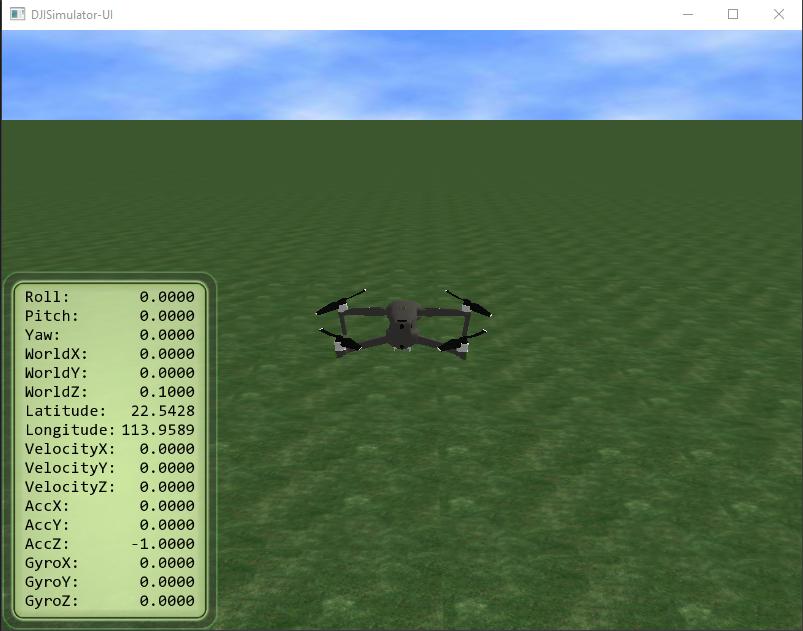 DJISimulator-UI
Roll: 0.0000
Pitch: 0.0000
Yaw: 0.0000
WorldX: 0.0000
WorldY: 0.0000
WorldZ: 0.1000
Latitude: 22.5428
Longitude: 113.9589
VelocityX: 0.0000
VelocityY: 0.0000
VelocityZ: 0.0000
AccX: 0.0000
AccY: 0.0000
AccZ: -1.0000
GyroX: 0.0000
GyroY: 0.0000
GyroZ: 0.0000